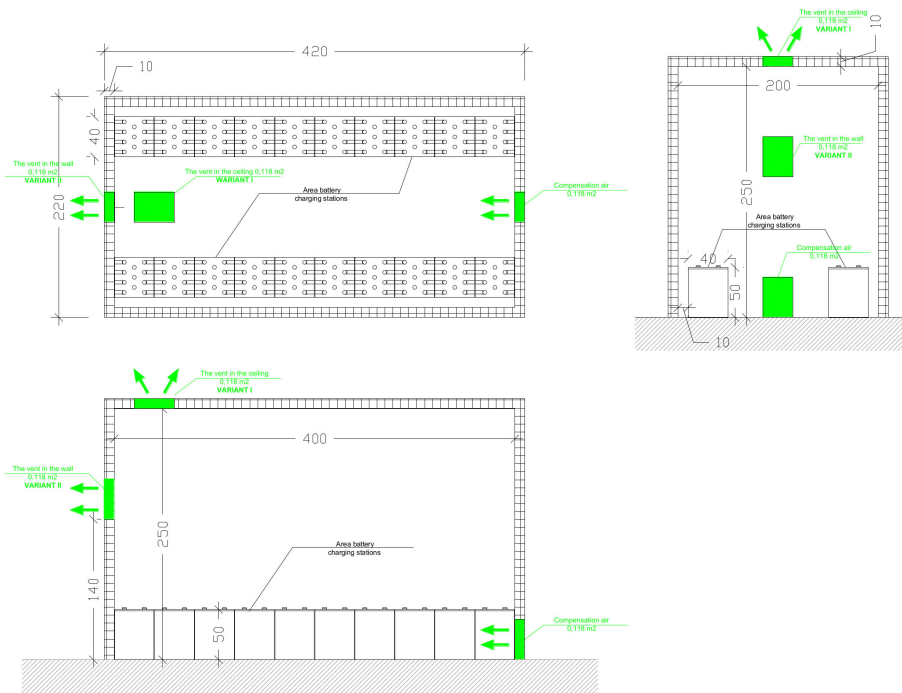 420
10
40
220
The vent in the wall
0,118 m2
VARIANT II
The vent in the ceiling 0,118 m2
WARIANT I
Area battery
charging stations
Compensation air
0,118 m2
The vent in the ceiling
0,118 m2
VARIANT I
10
200
The vent in the wall
0,118 m2
VARIANT II
250
Area battery
charging stations
Compensation air
0,118 m2
40
50
10
The vent in the ceiling
0,118 m2
VARIANT I
400
The vent in the wall
0,118 m2
VARIANT II
250
140
Area battery
charging stations
50
Compensation air
0,118 m2